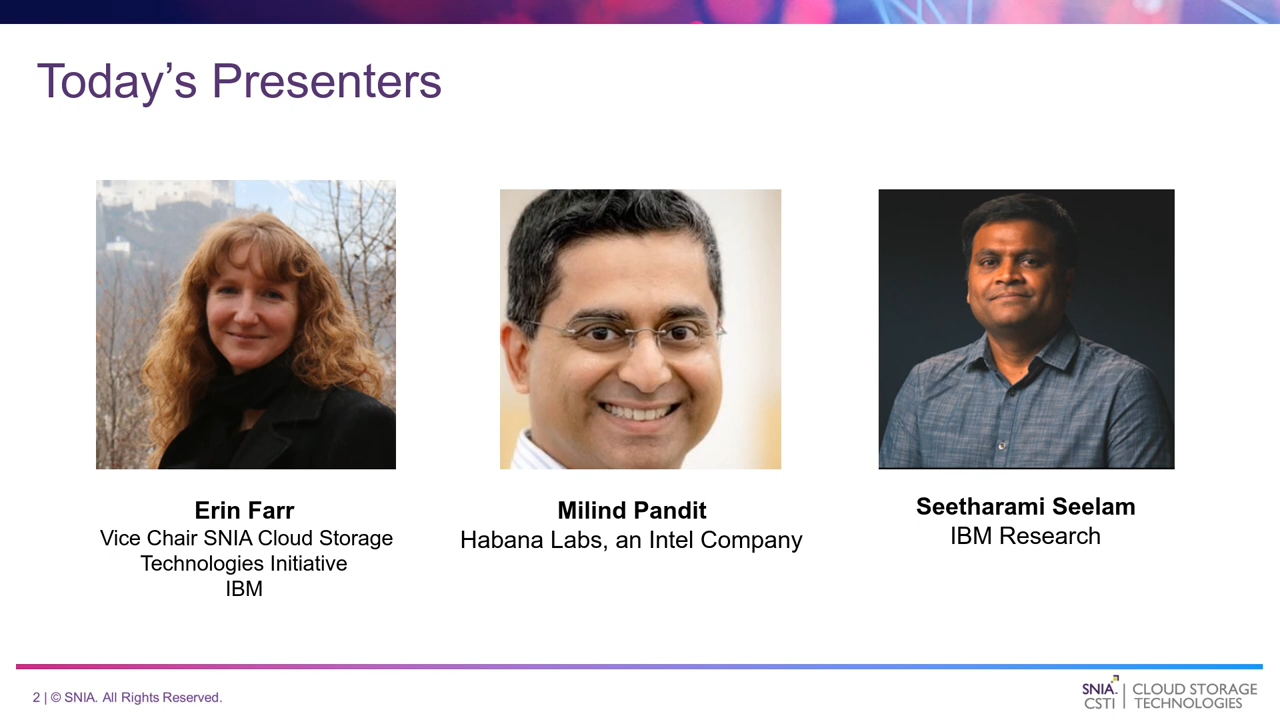 Today’s Presenters
Erin Farr
Vice Chair SNIA Cloud Storage
Technologies Initiative
IBM
Milind Pandit
Habana Labs, an Intel Company
Seetharami Seelam
IBM Research
2 | © SNIA. All Rights Reserved.
SNIA.
CSTI
CLOUD STORAGE
TECHNOLOGIES